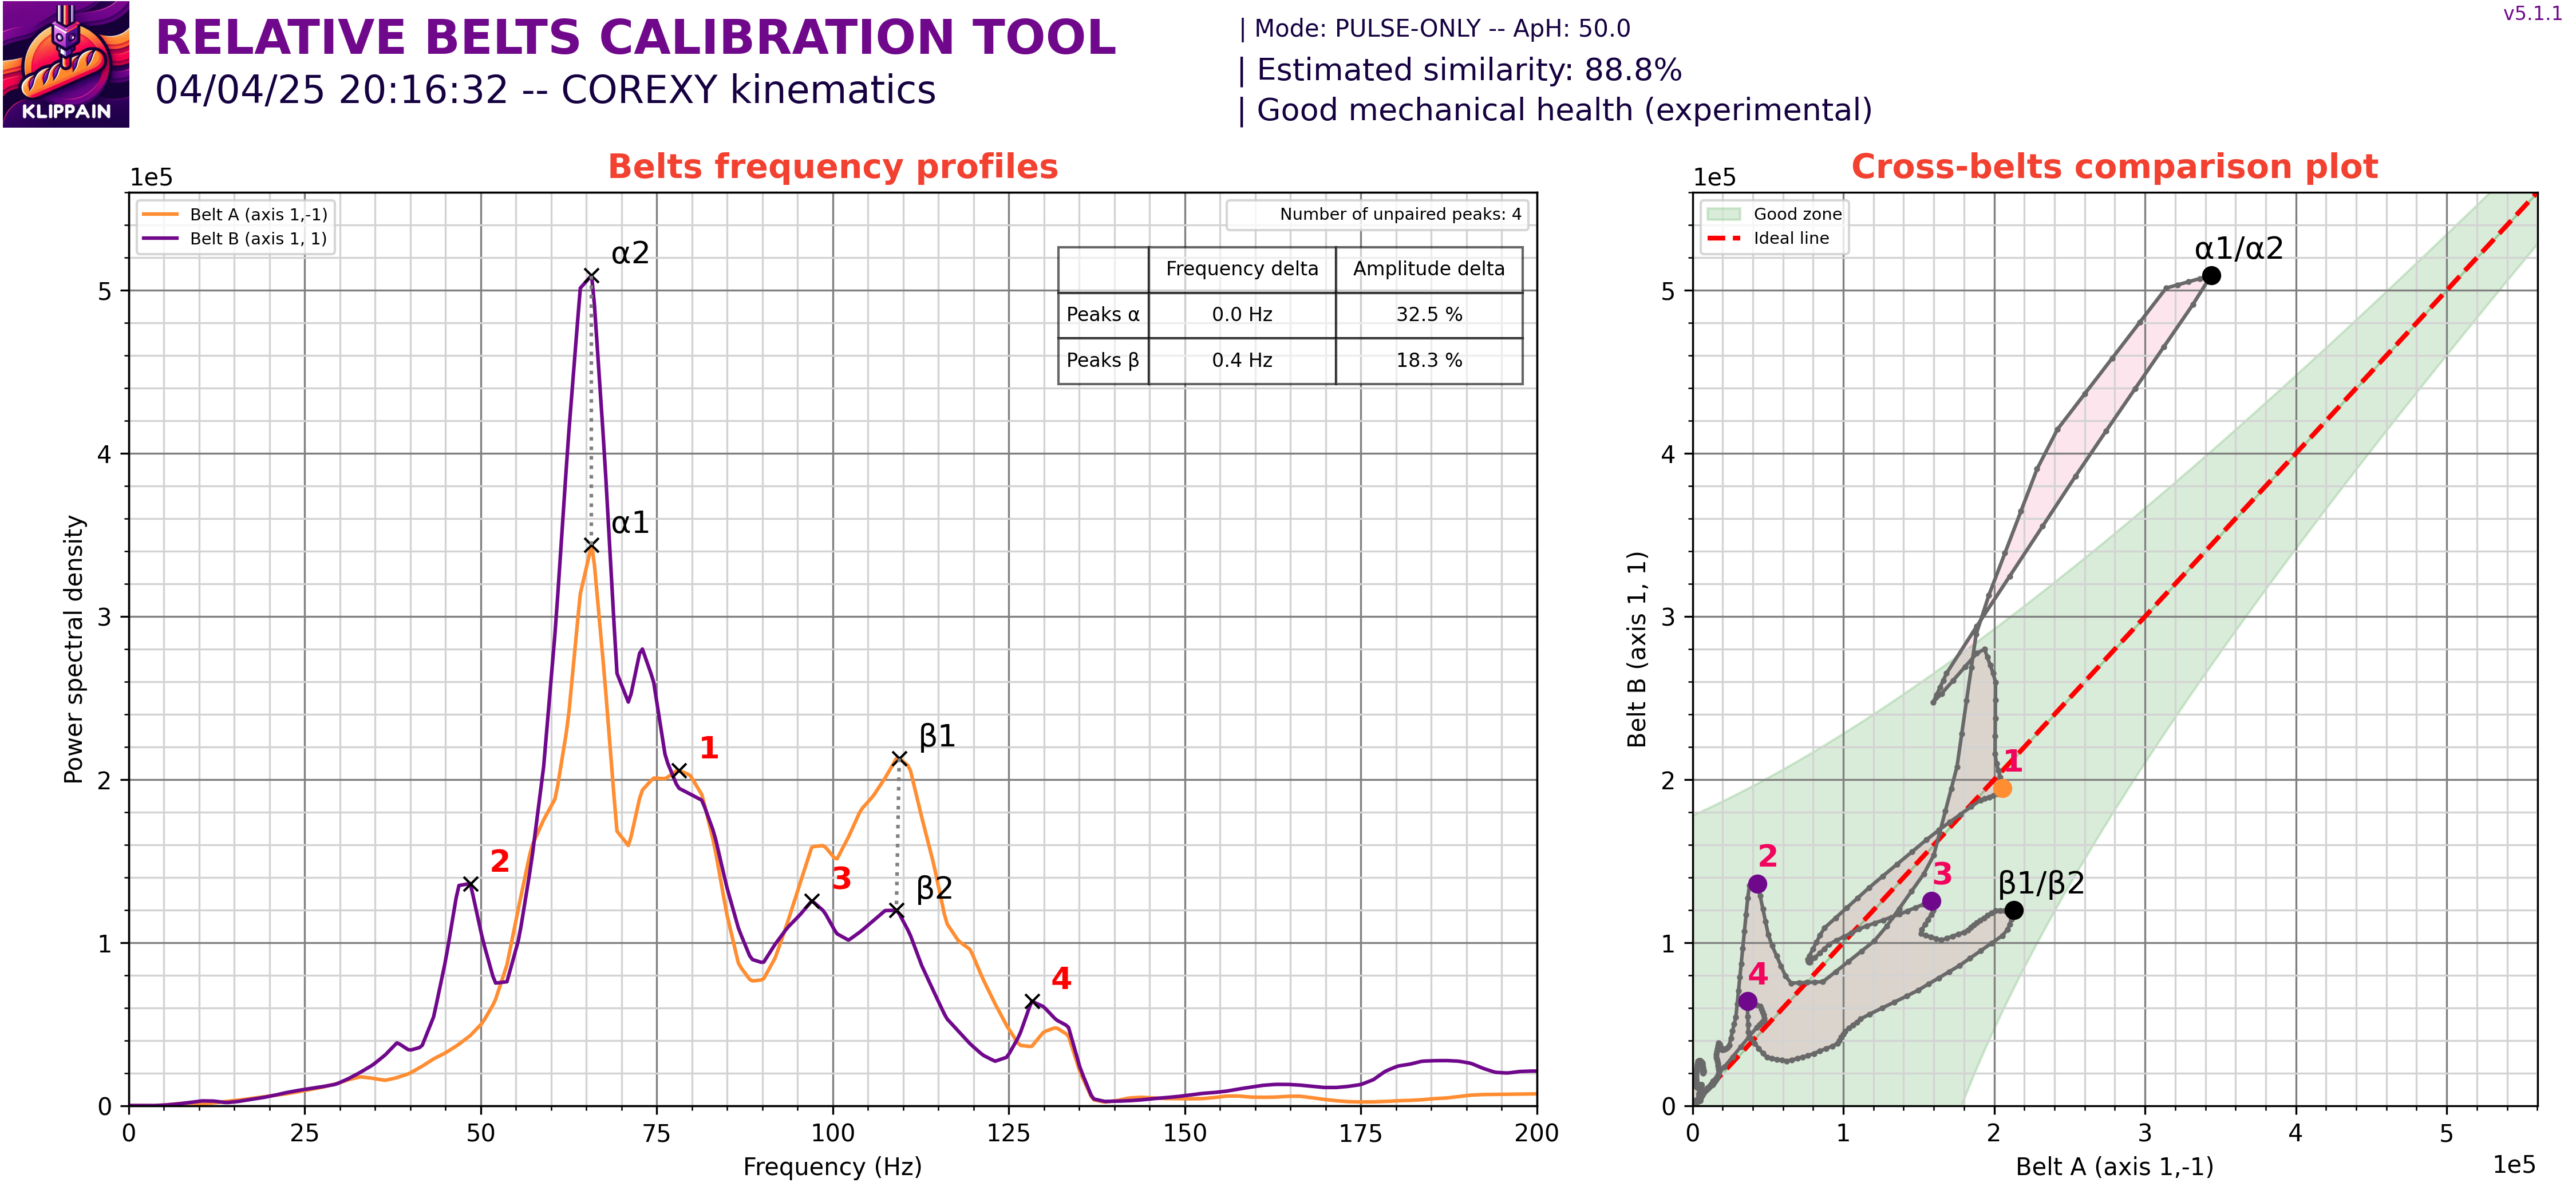 v5.1.1
KLIPPAIN
RELATIVE BELTS CALIBRATION TOOL
04/04/25 20:16:32 -- COREXY kinematics
| Mode: PULSE-ONLY -- ApH: 50.0
| Estimated similarity: 88.8%
| Good mechanical health (experimental)
Belts frequency profiles
1e5
Belt A (axis 1,-1)
Belt B (axis 1, 1)
Number of unpaired peaks: 4
Frequency delta Amplitude delta
Peaks α 0.0 Hz 32.5 %
Peaks β 0.4 Hz 18.3 %
α2
α1
1
β1
2
3
β2
4
5
4
3
2
1
0
Power spectral density
0 25 50 75 100 125 150 175 200
Frequency (Hz)
Cross-belts comparison plot
1e5
Good zone
Ideal line
α1/α2
1
2
3
β1/β2
4
5
4
3
2
1
0
Belt B (axis 1, 1)
0 1 2 3 4 5
Belt A (axis 1,-1)
1e5